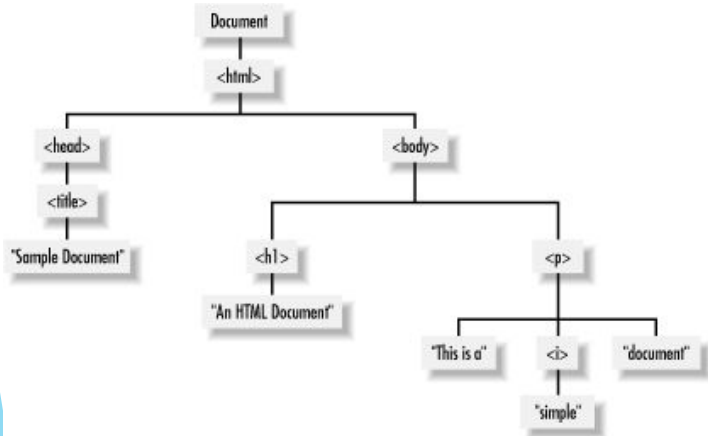 Document
<html>
<head>
<body>
<title>
"Sample Document"
<h1>
<p>
"An HTML Document"
"This is a"
<i>
"document"
"simple"